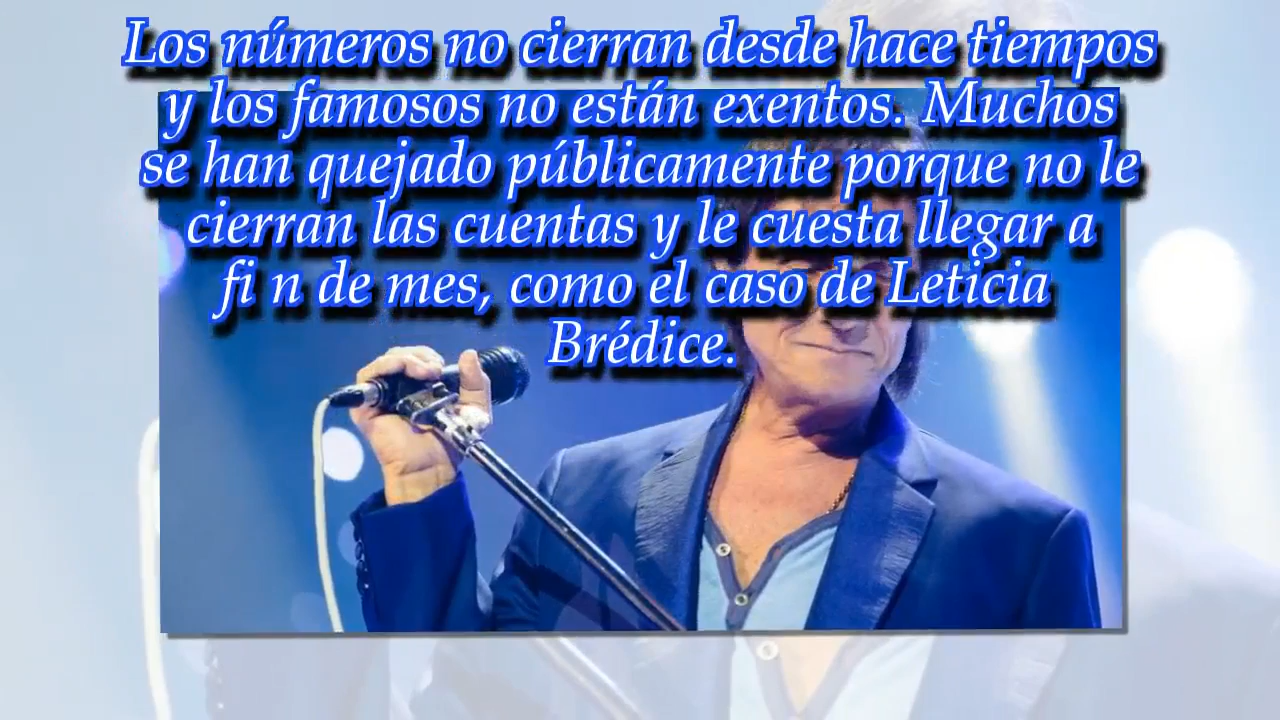 Los números no cierran desde hace tiempos
y los famosos no están exentos. Muchos
se han quejado públicamente porque no le
cierran las cuentas y le cuesta llegar a
fi n de mes, como el caso de Leticia
Brédice.